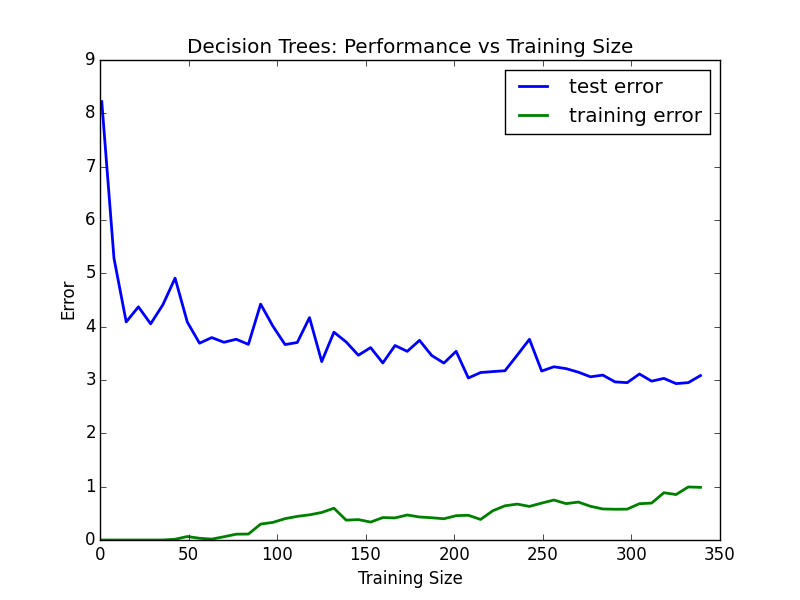 Decision Trees: Performance vs Training Size
test error
training error
9
8
7
6
5
4
3
2
1
0
Error
0 50 100 150 200 250 300 350
Training Size